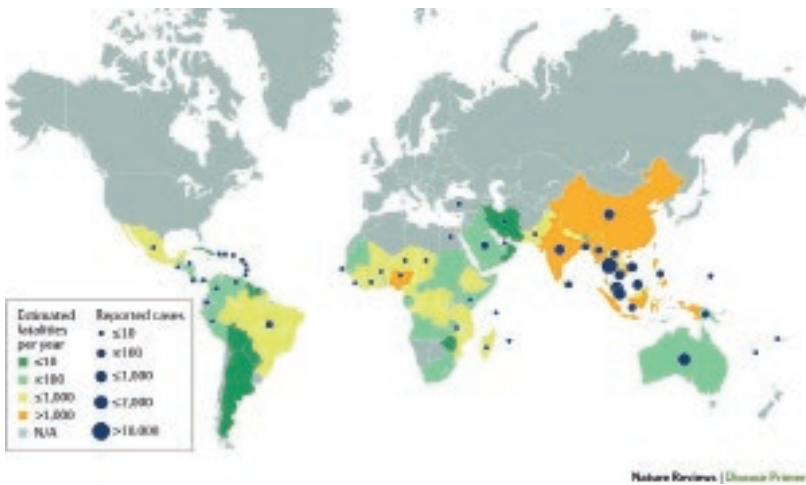 Estimated
fatalities
per year
≤10
≤100
≤1,000
>1,000
N/A
Reported cases
≤10
≤100
≤1,000
>10,000
Nature Reviews | Disease Primers